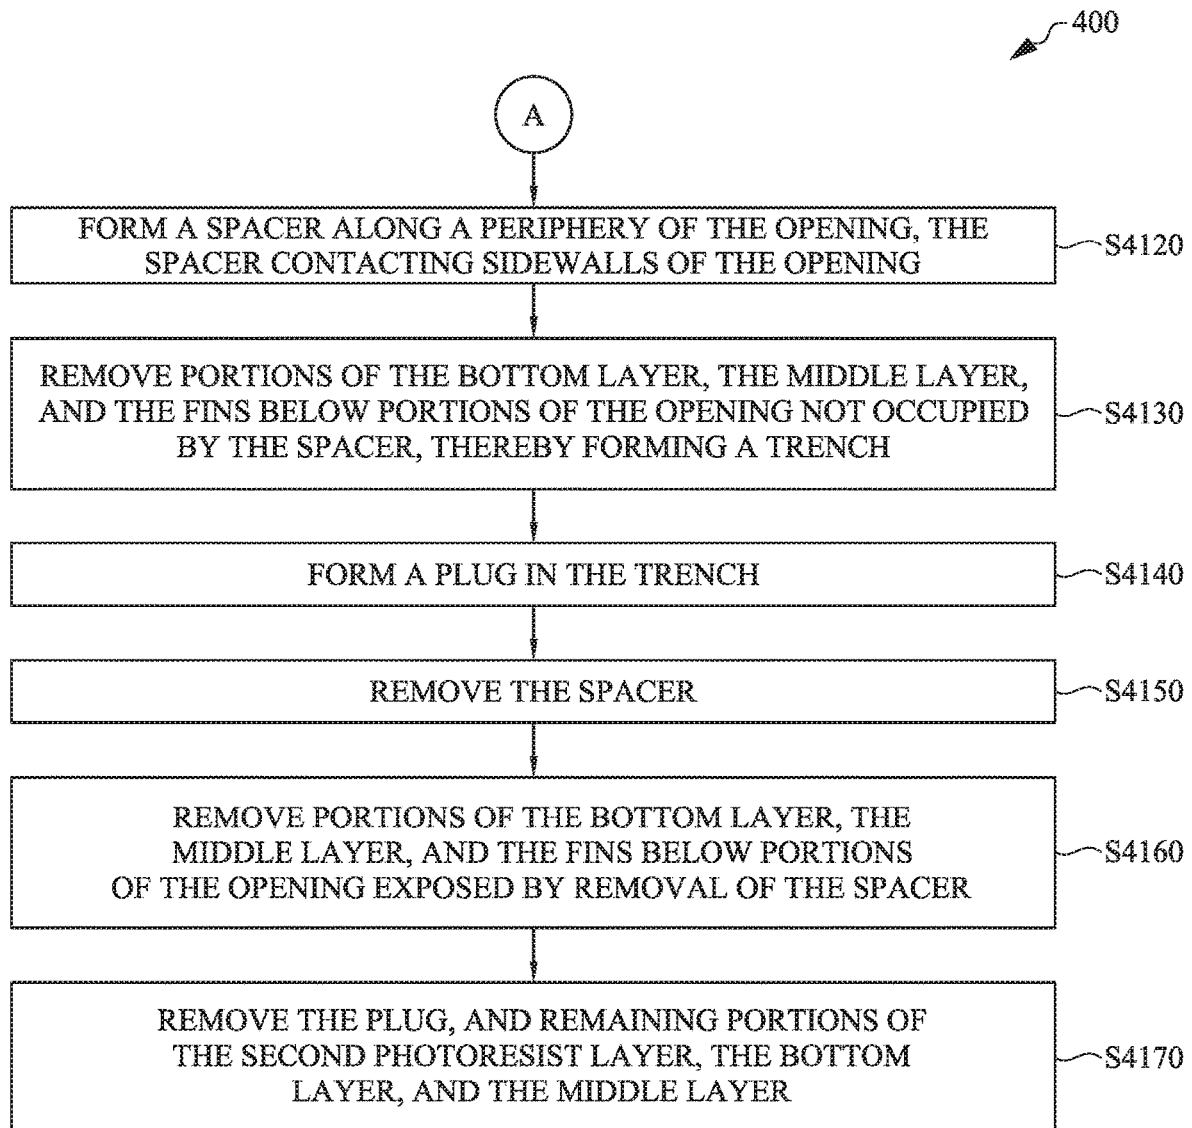 400
A
FORM A SPACER ALONG A PERIPHERY OF THE OPENING, THE
SPACER CONTACTING SIDEWALLS OF THE OPENING
S4120
REMOVE PORTIONS OF THE BOTTOM LAYER, THE MIDDLE LAYER,
AND THE FINS BELOW PORTIONS OF THE OPENING NOT OCCUPIED
BY THE SPACER, THEREBY FORMING A TRENCH
S4130
FORM A PLUG IN THE TRENCH
S4140
REMOVE THE SPACER
S4150
REMOVE PORTIONS OF THE BOTTOM LAYER, THE
MIDDLE LAYER, AND THE FINS BELOW PORTIONS
OF THE OPENING EXPOSED BY REMOVAL OF THE SPACER
S4160
REMOVE THE PLUG, AND REMAINING PORTIONS OF
THE SECOND PHOTORESIST LAYER, THE BOTTOM
LAYER, AND THE MIDDLE LAYER
S4170